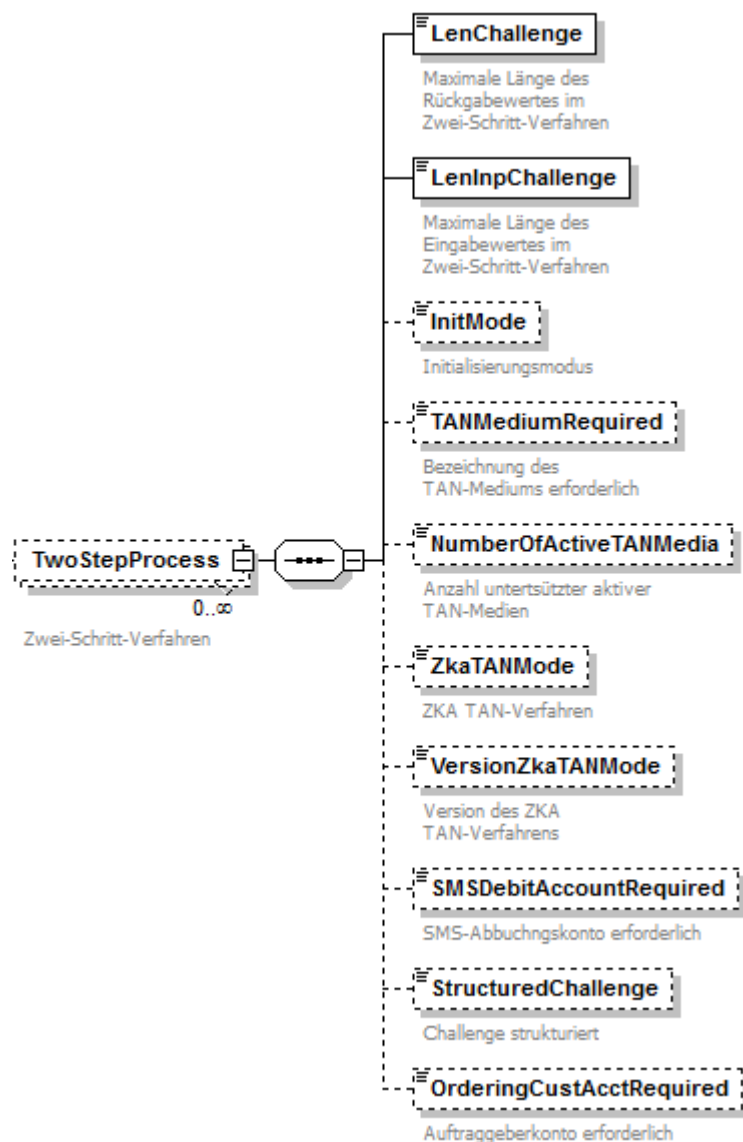 LenChallenge
Maximale Länge des
Rückgabewertes im
Zwei-Schritt-Verfahren
LenInpChallenge
Maximale Länge des
Eingabewertes im
Zwei-Schritt-Verfahren
InitMode
Initialisierungsmodus
TANMediumRequired
Bezeichnung des
TAN-Mediums erforderlich
TwoStepProcess
0..∞
Zwei-Schritt-Verfahren
NumberOfActiveTANMedia
Anzahl untertsützter aktiver
TAN-Medien
ZkaTANMode
ZKA TAN-Verfahren
VersionZkaTANMode
Version des ZKA
TAN-Verfahrens
SMSDebitAccountRequired
SMS-Abbuchngskonto erforderlich
StructuredChallenge
Challenge strukturiert
OrderingCustAcctRequired
Auftraggeberkonto erforderlich